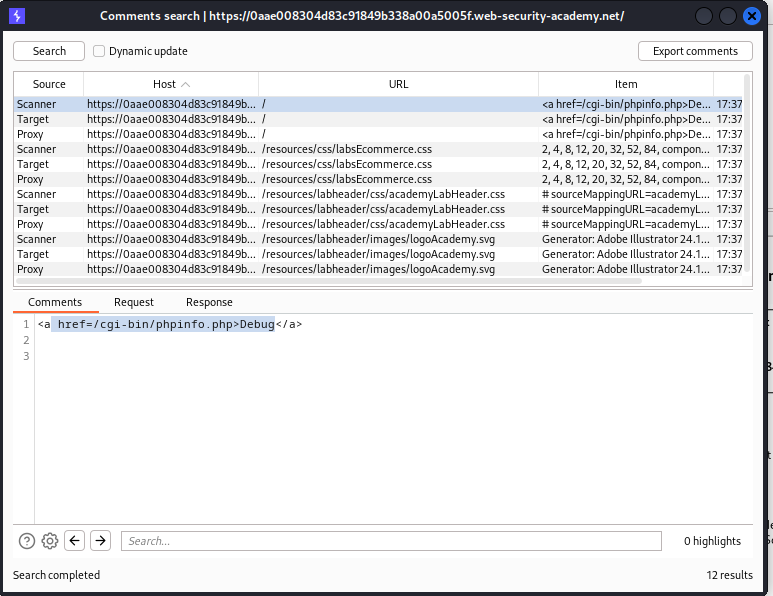 Comments search | https://0aae008304d83c91849b338a00a5005f.web-security-academy.net/
Search Dynamic update Export comments
Source Host URL Item
Scanner https://0aae008304d83c91849b... / <a href=/cgi-bin/phpinfo.php>De... 17:37
Target https://0aae008304d83c91849b... / <a href=/cgi-bin/phpinfo.php>De... 17:37
Proxy https://0aae008304d83c91849b... / <a href=/cgi-bin/phpinfo.php>De... 17:37
Scanner https://0aae008304d83c91849b... /resources/css/labsEcommerce.css 2, 4, 8, 12, 20, 32, 52, 84, compon... 17:37
Target https://0aae008304d83c91849b... /resources/css/labsEcommerce.css 2, 4, 8, 12, 20, 32, 52, 84, compon... 17:37
Proxy https://0aae008304d83c91849b... /resources/css/labsEcommerce.css 2, 4, 8, 12, 20, 32, 52, 84, compon... 17:37
Scanner https://0aae008304d83c91849b... /resources/labheader/css/academyLabHeader.css # sourceMappingURL=academyL... 17:37
Target https://0aae008304d83c91849b... /resources/labheader/css/academyLabHeader.css # sourceMappingURL=academyL... 17:37
Proxy https://0aae008304d83c91849b... /resources/labheader/css/academyLabHeader.css # sourceMappingURL=academyL... 17:37
Scanner https://0aae008304d83c91849b... /resources/labheader/images/logoAcademy.svg Generator: Adobe Illustrator 24.1... 17:37
Target https://0aae008304d83c91849b... /resources/labheader/images/logoAcademy.svg Generator: Adobe Illustrator 24.1... 17:37
Proxy https://0aae008304d83c91849b... /resources/labheader/images/logoAcademy.svg Generator: Adobe Illustrator 24.1... 17:37
Comments Request Response
1 <a href=/cgi-bin/phpinfo.php>Debug</a>
2
3
Search... 0 highlights
Search completed 12 results